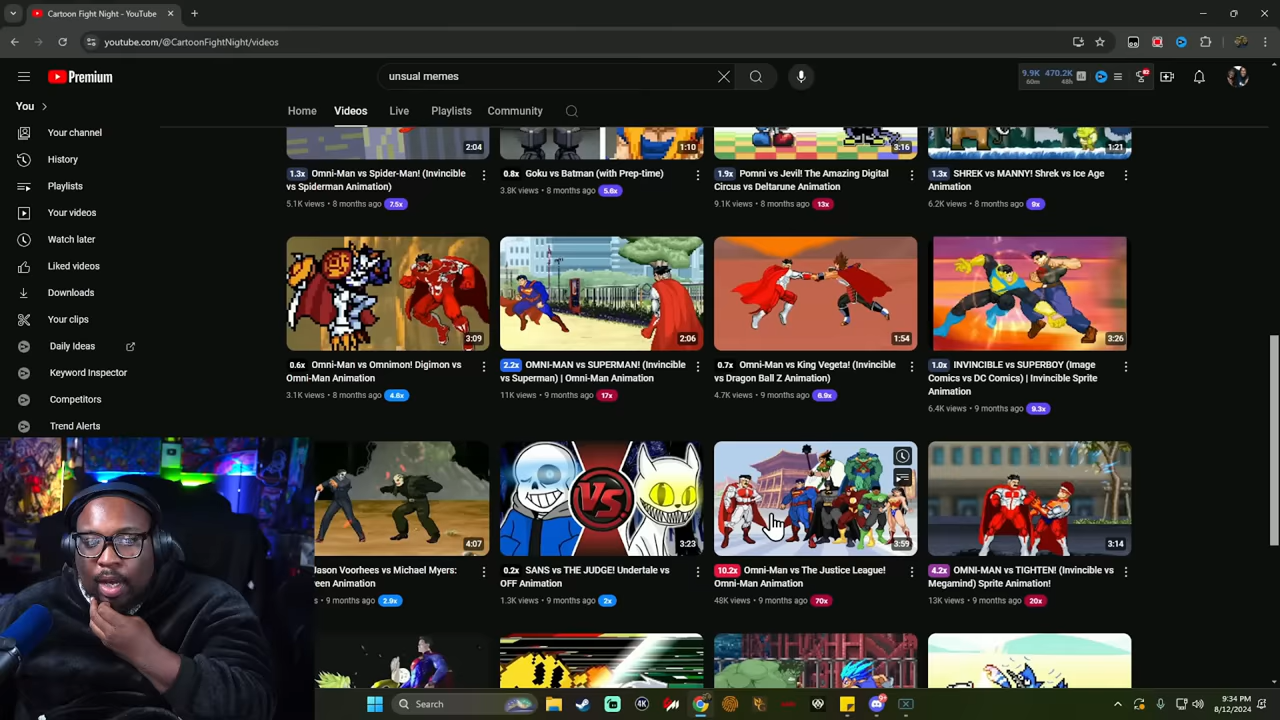 Cartoon Fight Night - YouTube
youtube.com/@CartoonFightNight/videos
Premium
unsual memes
9.9K 470.2K
60m 48h
Home Videos Live Playlists Community
You
Your channel
History
Playlists
Your videos
Watch later
Liked videos
Downloads
Your clips
Daily Ideas
Keyword Inspector
Competitors
Trend Alerts
2:04
1.3x Omni-Man vs Spider-Man! (Invincible
vs Spiderman Animation)
5.1K views • 8 months ago 7.5x
1:10
0.8x Goku vs Batman (with Prep-time)
3.8K views • 8 months ago 5.6x
3:16
1.9x Pomni vs Jevil! The Amazing Digital
Circus vs Deltarune Animation
9.1K views • 8 months ago 13x
1:21
1.3x SHREK vs MANNY! Shrek vs Ice Age
Animation
6.2K views • 8 months ago 9x
3:09
0.6x Omni-Man vs Omnimon! Digimon vs
Omni-Man Animation
3.1K views • 8 months ago 4.6x
2:06
2.2x OMNI-MAN vs SUPERMAN! (Invincible
vs Superman) | Omni-Man Animation
11K views • 9 months ago 17x
1:54
0.7x Omni-Man vs King Vegeta! (Invincible
vs Dragon Ball Z Animation)
4.7K views • 9 months ago 6.9x
3:26
1.0x INVINCIBLE vs SUPERBOY (Image
Comics vs DC Comics) | Invincible Sprite
Animation
6.4K views • 9 months ago 9.3x
4:07
Jason Voorhees vs Michael Myers:
Animation
9 months ago 2.9x
VS
3:23
0.2x SANS vs THE JUDGE! Undertale vs
OFF Animation
1.3K views • 9 months ago 2x
3:59
10.2x Omni-Man vs The Justice League!
Omni-Man Animation
48K views • 9 months ago 70x
3:14
4.2x OMNI-MAN vs TIGHTEN! (Invincible vs
Megamind) Sprite Animation!
13K views • 9 months ago 20x
Search
4K
9:34 PM
8/12/2024